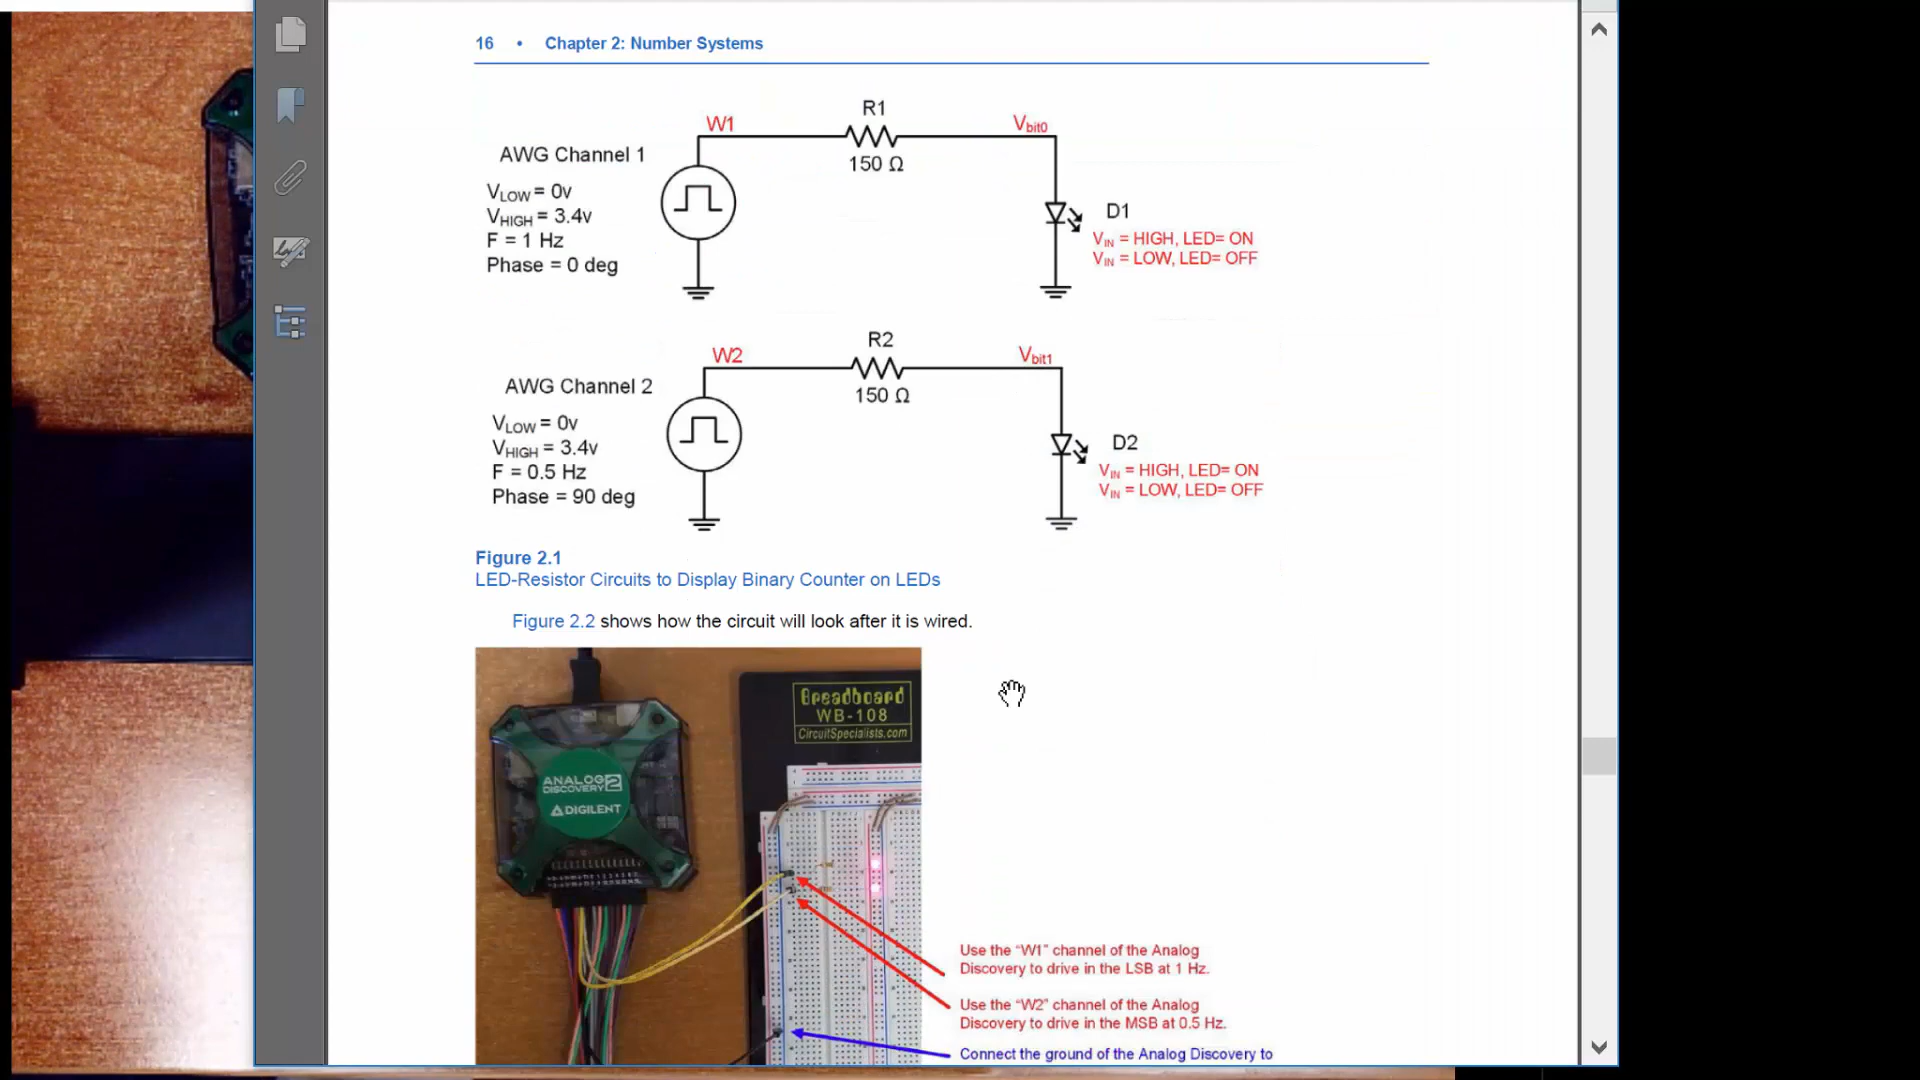 16 • Chapter 2: Number Systems
R1
W1
Vbit0
150 Ω
AWG Channel 1
VLOW = 0v
VHIGH = 3.4v
F = 1 Hz
Phase = 0 deg
D1
VIN = HIGH, LED= ON
VIN = LOW, LED= OFF
R2
W2
Vbit1
150 Ω
AWG Channel 2
VLOW = 0v
VHIGH = 3.4v
F = 0.5 Hz
Phase = 90 deg
D2
VIN = HIGH, LED= ON
VIN = LOW, LED= OFF
Figure 2.1
LED-Resistor Circuits to Display Binary Counter on LEDs
Figure 2.2 shows how the circuit will look after it is wired.
Breadboard
WB-108
CircuitSpecialists.com
ANALOG
DISCOVERY 2
DIGILENT
Use the “W1” channel of the Analog
Discovery to drive in the LSB at 1 Hz.
Use the “W2” channel of the Analog
Discovery to drive in the MSB at 0.5 Hz.
Connect the ground of the Analog Discovery to